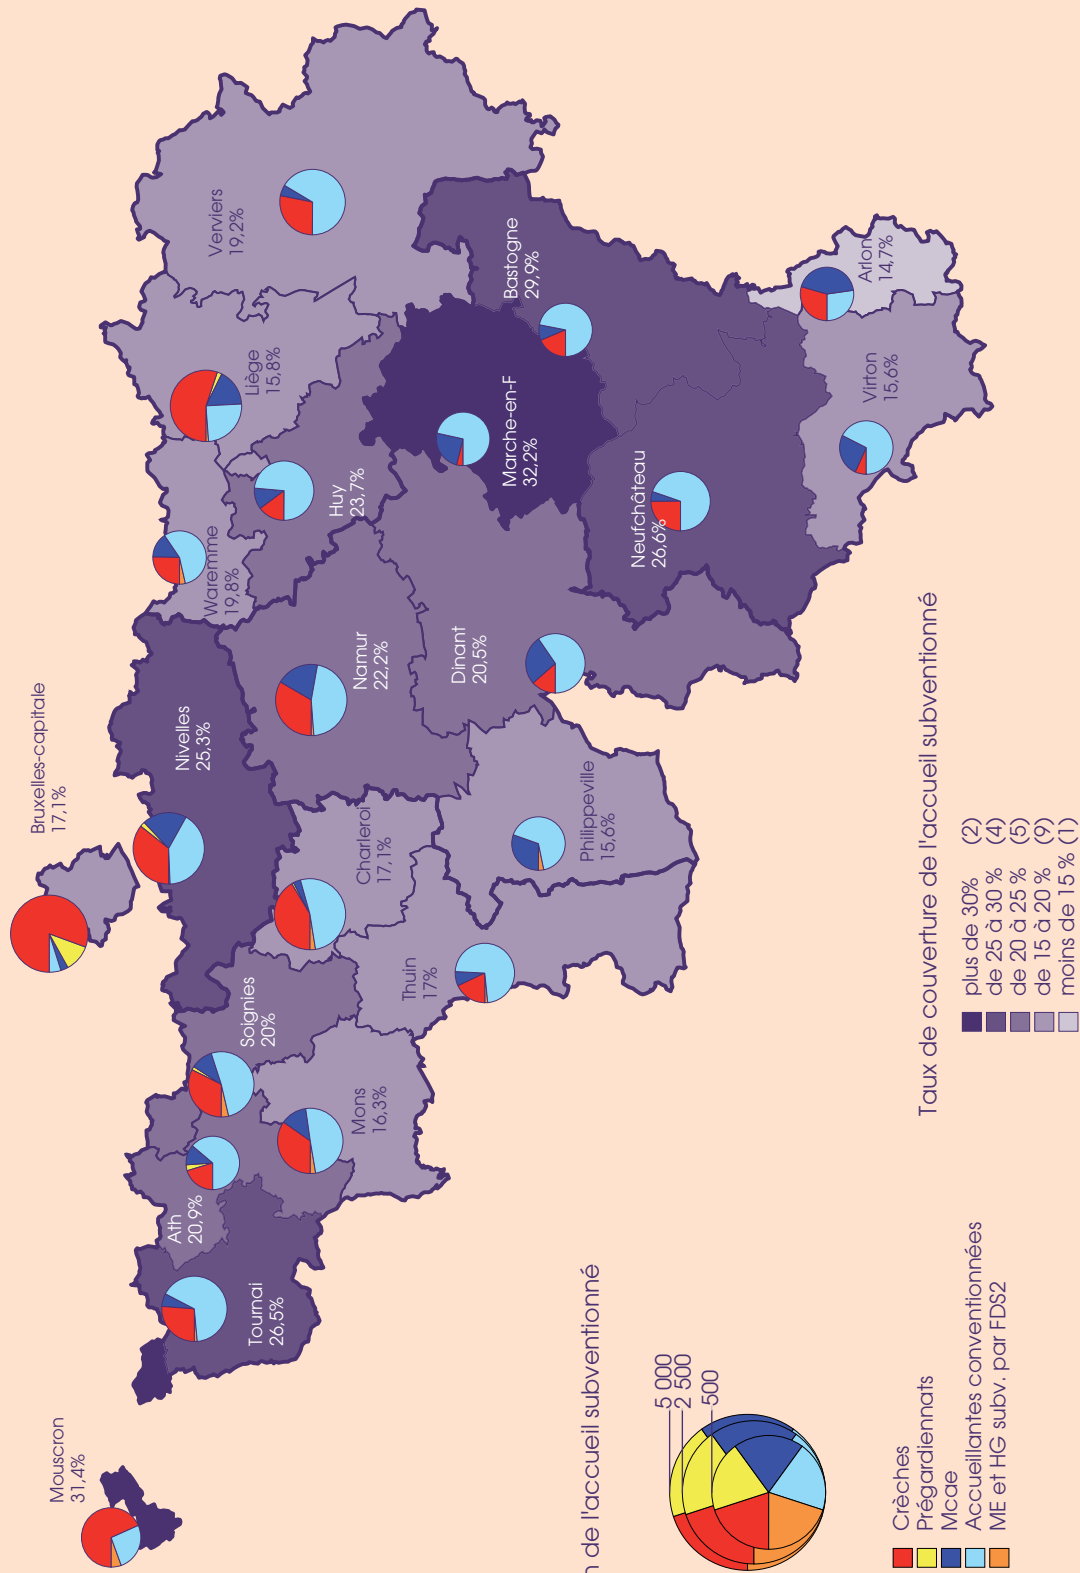 Mouscron
31,4%
Bruxelles-capitale
17,1%
Tournai
26,5%
Ath
20,9%
Soignies
20%
Mons
16,3%
Nivelles
25,3%
Thuin
17%
Charleroi
17,1%
Philippeville
15,6%
Namur
22,2%
Dinant
20,5%
Waremme
19,8%
Huy
23,7%
Liège
15,8%
Verviers
19,2%
Marche-en-F
32,2%
Bastogne
29,9%
Neufchâteau
26,6%
Virton
15,6%
Arlon
14,7%
n de l'accueil subventionné
5 000
2 500
500
Crèches
Prégardiennats
Mcae
Accueillantes conventionnées
ME et HG subv. par FDS2
Taux de couverture de l'accueil subventionné
plus de 30% (2)
de 25 à 30 % (4)
de 20 à 25 % (5)
de 15 à 20 % (9)
moins de 15 % (1)